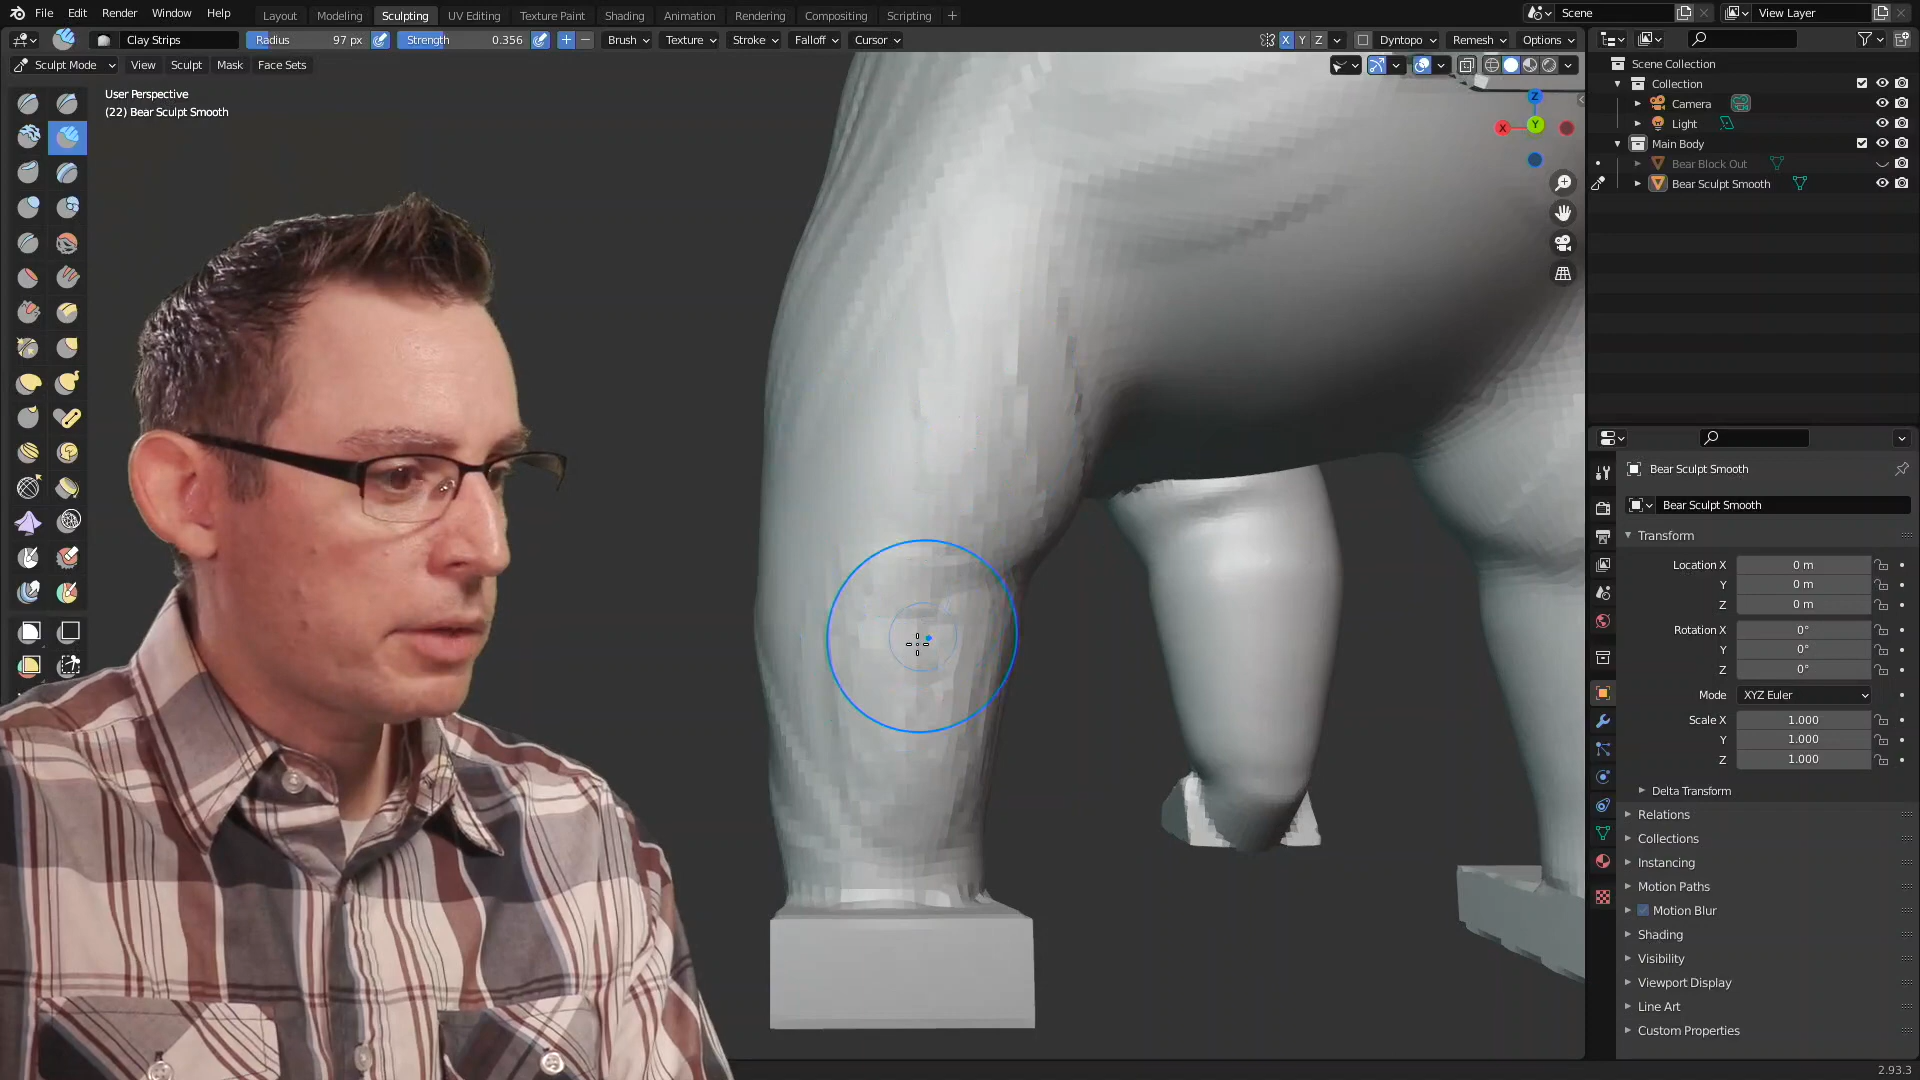 File Edit Render Window Help
Layout Modeling Sculpting UV Editing Texture Paint Shading Animation Rendering Compositing Scripting +
Scene
View Layer
Clay Strips
Radius 97 px
Strength 0.356
Brush Texture Stroke Falloff Cursor
X Y Z
Dyntopo Remesh Options
Sculpt Mode View Sculpt Mask Face Sets
User Perspective
(22) Bear Sculpt Smooth
Z
X
Y
Scene Collection
Collection
Camera
Light
Main Body
Bear Block Out
Bear Sculpt Smooth
Bear Sculpt Smooth
Bear Sculpt Smooth
Transform
Location X 0 m
Y 0 m
Z 0 m
Rotation X 0°
Y 0°
Z 0°
Mode XYZ Euler
Scale X 1.000
Y 1.000
Z 1.000
Delta Transform
Relations
Collections
Instancing
Motion Paths
Motion Blur
Shading
Visibility
Viewport Display
Line Art
Custom Properties
2.93.3